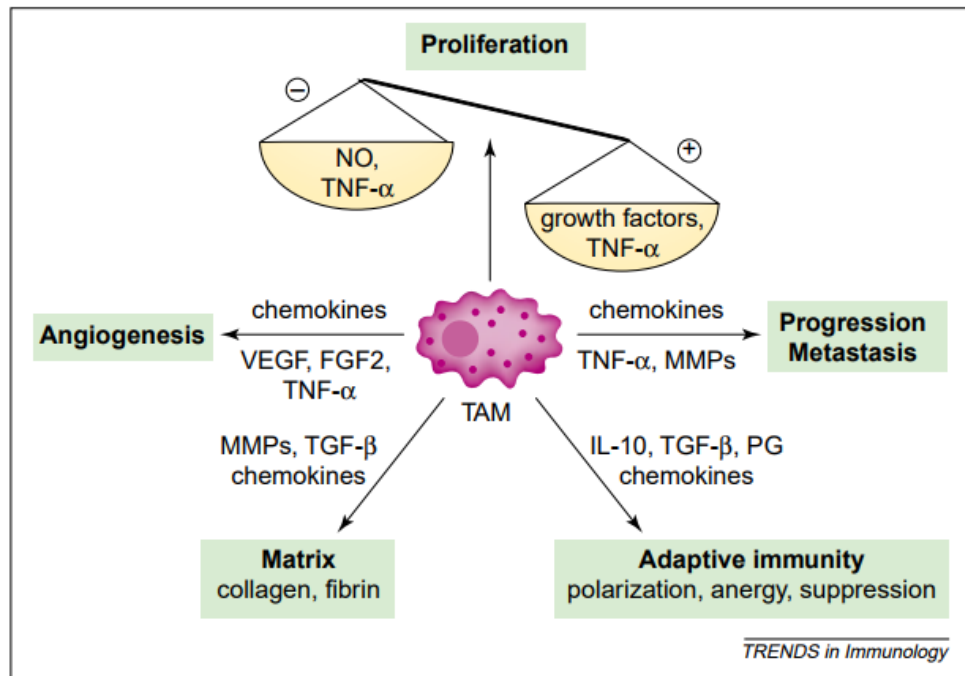 Proliferation
−
NO,
TNF-α
+
growth factors,
TNF-α
chemokines
Angiogenesis
VEGF, FGF2,
TNF-α
chemokines
TNF-α, MMPs
Progression
Metastasis
TAM
MMPs, TGF-β
chemokines
IL-10, TGF-β, PG
chemokines
Matrix
collagen, fibrin
Adaptive immunity
polarization, anergy, suppression
TRENDS in Immunology